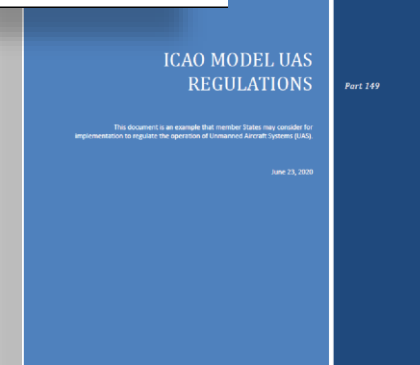 ICAO MODEL UAS
REGULATIONS
Part 149
This document is an example that member States may consider for
implementation to regulate the operation of Unmanned Aircraft Systems (UAS).
June 23, 2020